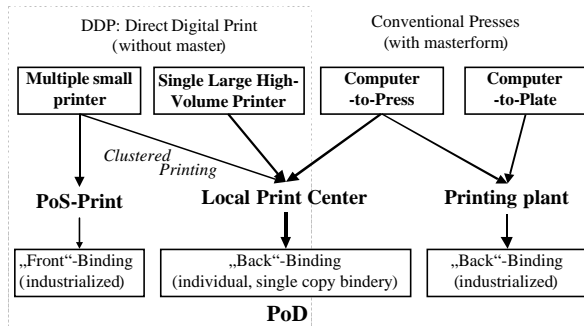 DDP: Direct Digital Print
(without master)
Conventional Presses
(with masterform)
Multiple small
printer
Single Large High-
Volume Printer
Computer
-to-Press
Computer
-to-Plate
Clustered
Printing
PoS-Print
Local Print Center
Printing plant
„Front“-Binding
(industrialized)
„Back“-Binding
(individual, single copy bindery)
„Back“-Binding
(industrialized)
PoD